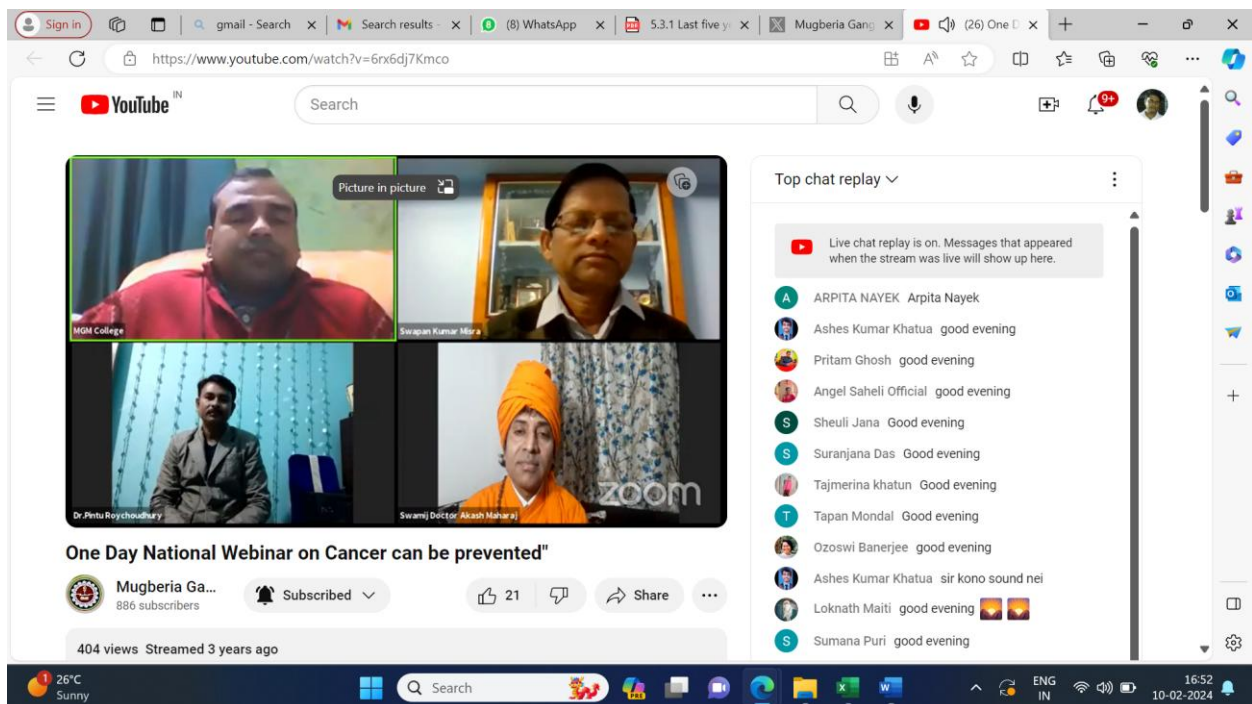 Sign in
gmail - Search
Search results -
(8) WhatsApp
5.3.1 Last five y
Mugberia Gang
(26) One D
https://www.youtube.com/watch?v=6rx6dj7Kmco
YouTube IN
Search
9+
Picture in picture
MGM College
Swapan Kumar Misra
Dr.Pintu Roychoudhury
Swamij Doctor Akash Maharaj
zoom
One Day National Webinar on Cancer can be prevented"
Mugberia Ga...
886 subscribers
Subscribed
21
Share
404 views Streamed 3 years ago
Top chat replay
Live chat replay is on. Messages that appeared
when the stream was live will show up here.
A ARPITA NAYEK Arpita Nayek
Ashes Kumar Khatua good evening
Pritam Ghosh good evening
Angel Saheli Official good evening
S Sheuli Jana Good evening
S Suranjana Das Good evening
Tajmerina khatun Good evening
T Tapan Mondal Good evening
Ozoswi Banerjee good evening
Ashes Kumar Khatua sir kono sound nei
Loknath Maiti good evening
S Sumana Puri good evening
1
26°C
Sunny
Search
PRE
ENG
IN
16:52
10-02-2024